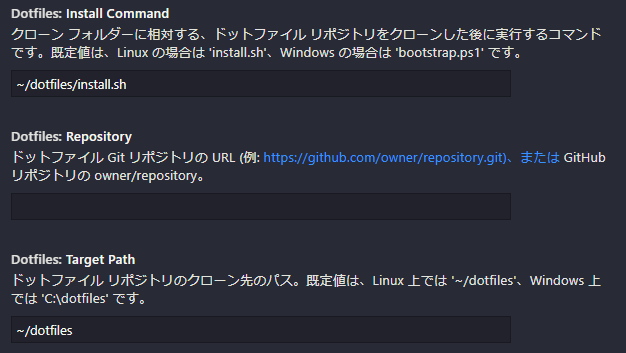 Dotfiles: Install Command
クローン フォルダーに相対する、ドットファイル リポジトリをクローンした後に実行するコマンド
です。既定値は、Linux の場合は 'install.sh'、Windows の場合は 'bootstrap.ps1' です。
~/dotfiles/install.sh
Dotfiles: Repository
ドットファイル Git リポジトリの URL (例: https://github.com/owner/repository.git)、または GitHub
リポジトリの owner/repository。
Dotfiles: Target Path
ドットファイル リポジトリのクローン先のパス。既定値は、Linux 上では '~/dotfiles'、Windows 上
では 'C:\dotfiles' です。
~/dotfiles